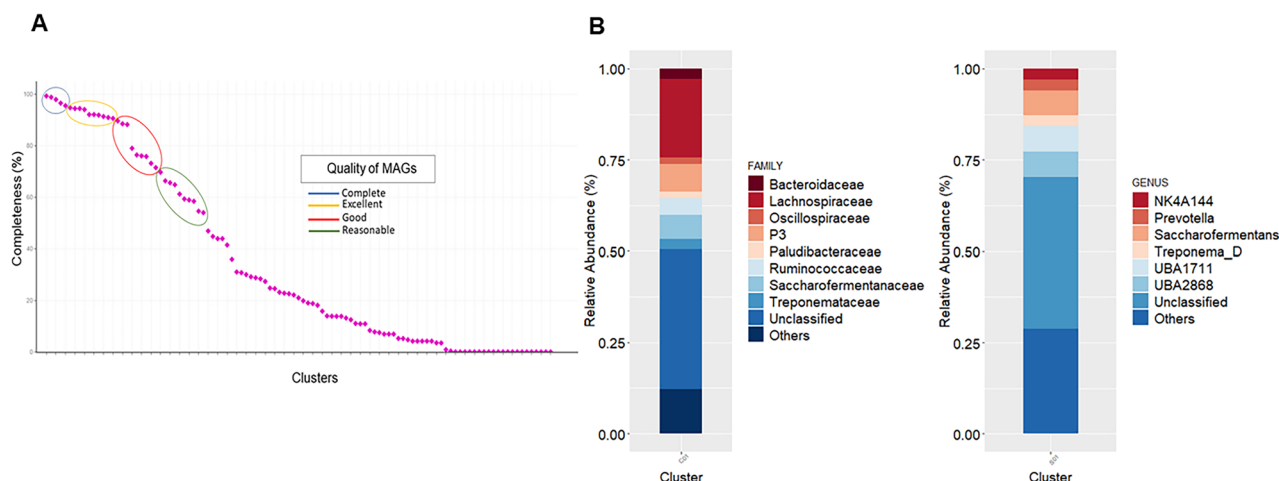 A
Completeness (%)
100
80
60
40
20
0
Quality of MAGs
Complete
Excellent
Good
Reasonable
Clusters
B
Relative Abundance (%)
1.00
0.75
0.50
0.25
0.00
C01
Cluster
FAMILY
Bacteroidaceae
Lachnospiraceae
Oscillospiraceae
P3
Paludibacteraceae
Ruminococcaceae
Saccharofermentanaceae
Treponemataceae
Unclassified
Others
Relative Abundance (%)
1.00
0.75
0.50
0.25
0.00
S01
Cluster
GENUS
NK4A144
Prevotella
Saccharofermentans
Treponema_D
UBA1711
UBA2868
Unclassified
Others